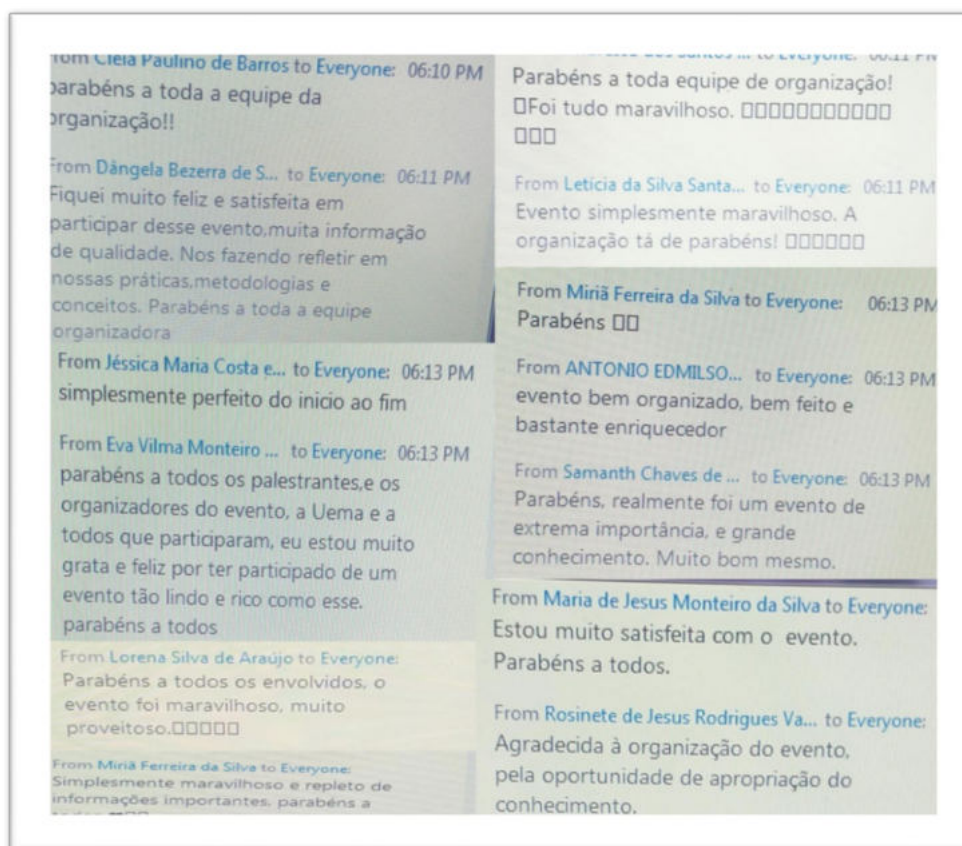 From Cleia Paulino de Barros to Everyone: 06:10 PM
parabéns a toda a equipe da
organização!!
From Dângela Bezerra de S... to Everyone: 06:11 PM
Fiquei muito feliz e satisfeita em
participar desse evento,muita informação
de qualidade. Nos fazendo refletir em
nossas práticas,metodologias e
conceitos. Parabéns a toda a equipe
organizadora
From Jéssica Maria Costa e... to Everyone: 06:13 PM
simplesmente perfeito do inicio ao fim
From Eva Vilma Monteiro ... to Everyone: 06:13 PM
parabéns a todos os palestrantes,e os
organizadores do evento, a Uema e a
todos que participaram, eu estou muito
grata e feliz por ter participado de um
evento tão lindo e rico como esse.
parabéns a todos
From Lorena Silva de Araújo to Everyone:
Parabéns a todos os envolvidos, o
evento foi maravilhoso, muito
proveitoso.▯▯▯▯▯
From Miriã Ferreira da Silva to Everyone:
Simplesmente maravilhoso e repleto de
informações importantes, parabéns a
to Everyone: 06:11 PM
Parabéns a toda equipe de organização!
▯Foi tudo maravilhoso. ▯▯▯▯▯▯▯▯▯▯▯
▯▯▯
From Letícia da Silva Santa... to Everyone: 06:11 PM
Evento simplesmente maravilhoso. A
organização tá de parabéns! ▯▯▯▯▯▯
From Miriã Ferreira da Silva to Everyone: 06:13 PM
Parabéns ▯▯
From ANTONIO EDMILSO... to Everyone: 06:13 PM
evento bem organizado, bem feito e
bastante enriquecedor
From Samanth Chaves de ... to Everyone: 06:13 PM
Parabéns, realmente foi um evento de
extrema importância, e grande
conhecimento. Muito bom mesmo.
From Maria de Jesus Monteiro da Silva to Everyone:
Estou muito satisfeita com o evento.
Parabéns a todos.
From Rosinete de Jesus Rodrigues Va... to Everyone:
Agradecida à organização do evento,
pela oportunidade de apropriação do
conhecimento.